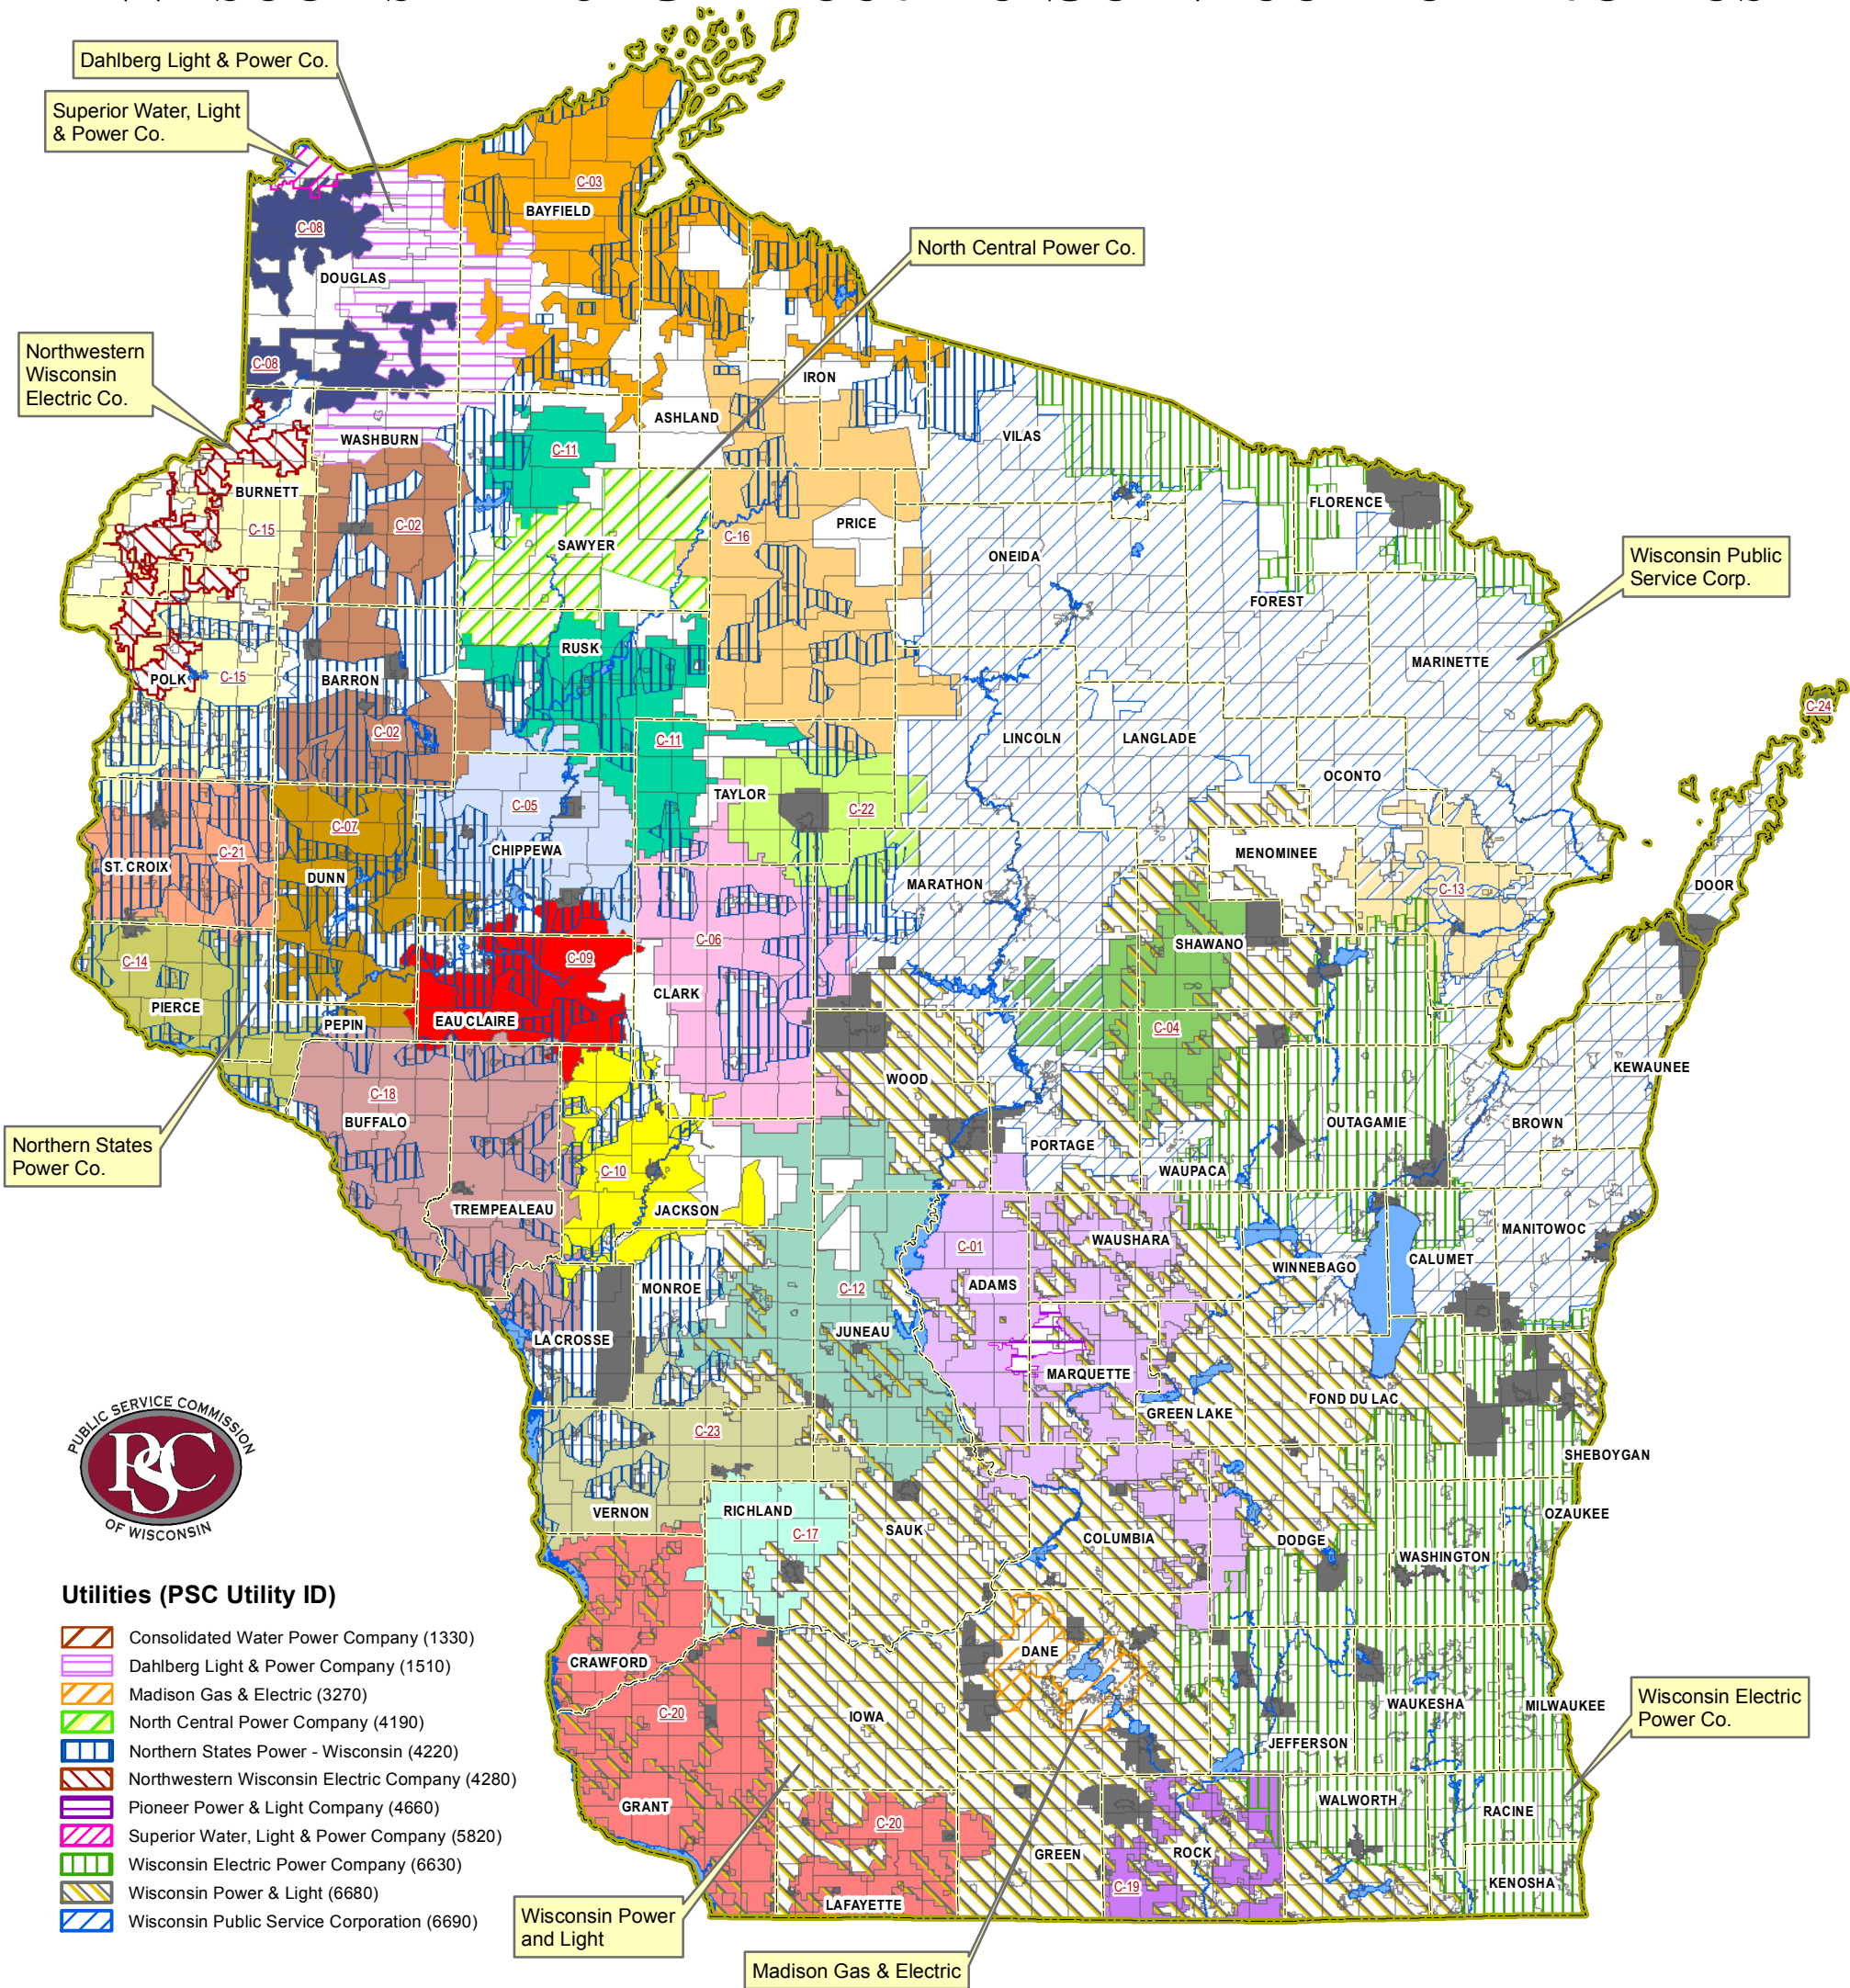 Dahlberg Light & Power Co.
Superior Water, Light
& Power Co.
C-03
BAYFIELD
C-08
North Central Power Co.
DOUGLAS
Northwestern
Wisconsin
Electric Co.
C-08
IRON
ASHLAND
WASHBURN
VILAS
C-11
BURNETT
FLORENCE
C-15
C-02
PRICE
C-16
SAWYER
ONEIDA
Wisconsin Public
Service Corp.
FOREST
RUSK
MARINETTE
POLK
C-15
BARRON
C-24
C-02
C-11
LINCOLN
LANGLADE
OCONTO
TAYLOR
C-05
C-22
C-07
CHIPPEWA
MENOMINEE
ST. CROIX
C-21
DUNN
MARATHON
C-13
DOOR
C-06
SHAWANO
C-14
C-09
CLARK
PIERCE
PEPIN
EAU CLAIRE
C-04
KEWAUNEE
WOOD
C-18
BUFFALO
OUTAGAMIE
BROWN
Northern States
Power Co.
PORTAGE
WAUPACA
C-10
TREMPEALEAU
JACKSON
MANITOWOC
WAUSHARA
C-01
CALUMET
WINNEBAGO
MONROE
ADAMS
C-12
LA CROSSE
JUNEAU
MARQUETTE
FOND DU LAC
GREEN LAKE
PUBLIC SERVICE COMMISSION
PSC
OF WISCONSIN
C-23
SHEBOYGAN
VERNON
RICHLAND
C-17
SAUK
COLUMBIA
DODGE
OZAUKEE
WASHINGTON
Utilities (PSC Utility ID)
Consolidated Water Power Company (1330)
Dahlberg Light & Power Company (1510)
Madison Gas & Electric (3270)
North Central Power Company (4190)
Northern States Power - Wisconsin (4220)
Northwestern Wisconsin Electric Company (4280)
Pioneer Power & Light Company (4660)
Superior Water, Light & Power Company (5820)
Wisconsin Electric Power Company (6630)
Wisconsin Power & Light (6680)
Wisconsin Public Service Corporation (6690)
CRAWFORD
DANE
C-20
IOWA
WAUKESHA
MILWAUKEE
Wisconsin Electric
Power Co.
JEFFERSON
GRANT
C-20
WALWORTH
RACINE
GREEN
ROCK
C-19
KENOSHA
LAFAYETTE
Wisconsin Power
and Light
Madison Gas & Electric